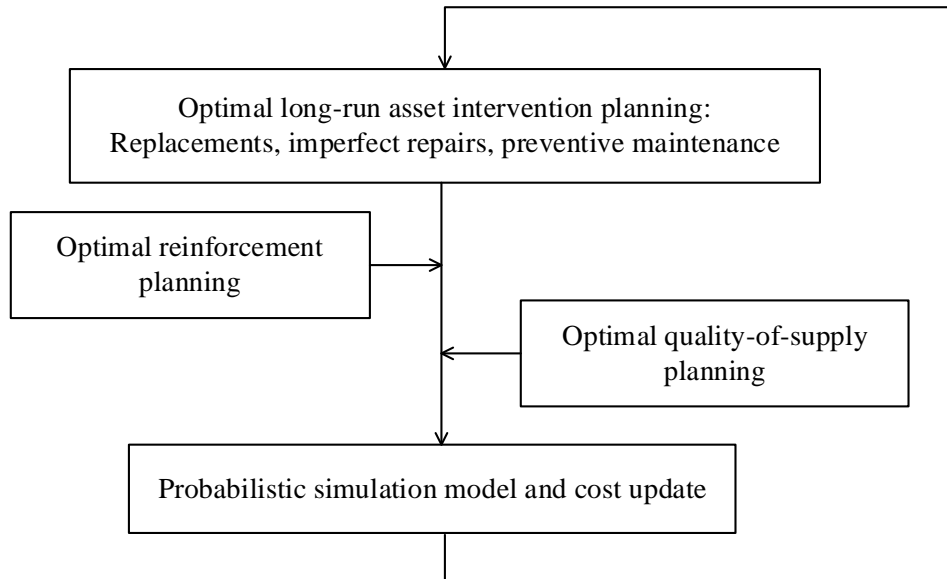 Optimal long-run asset intervention planning:
Replacements, imperfect repairs, preventive maintenance
Optimal reinforcement
planning
Optimal quality-of-supply
planning
Probabilistic simulation model and cost update